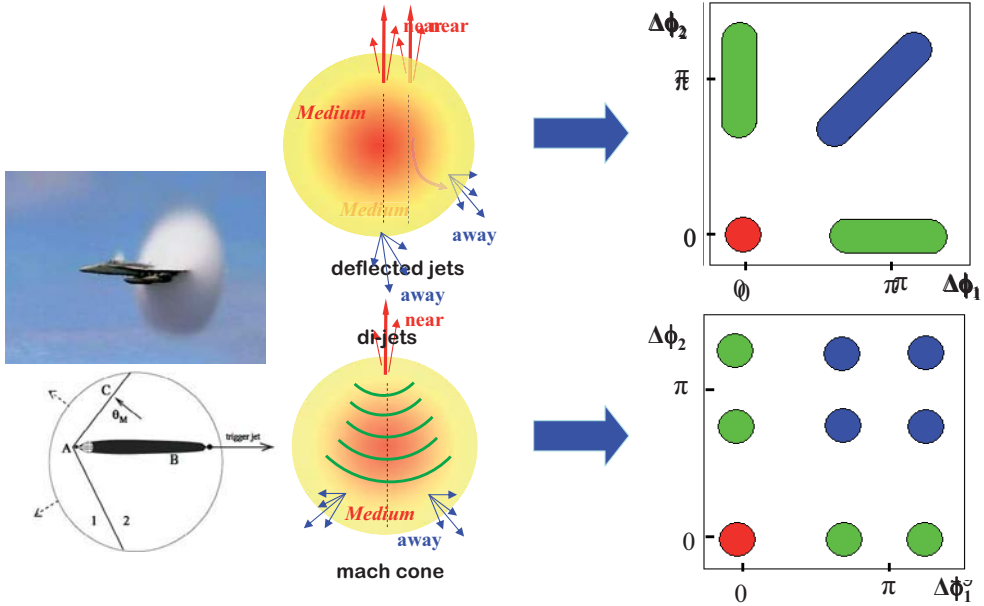 near
near
Medium
Medium
away
deflected jets
away
di-jets
near
Medium
away
mach cone
C
θM
A
B
trigger jet
1
2
Δϕ2
π
0
0
π
Δϕ1
Δϕ2
π
0
0
π
Δϕ1